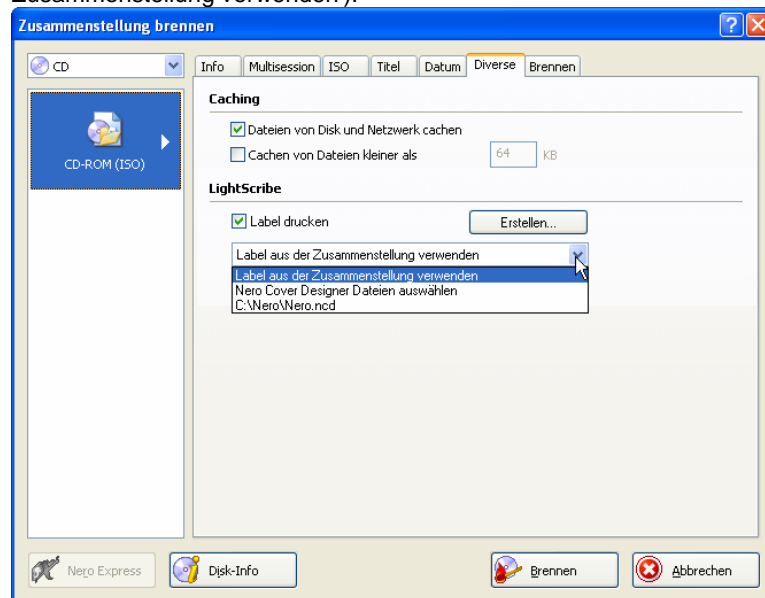 Zusammenstellung verwenden').
Zusammenstellung brennen
CD
Info Multisession ISO Titel Datum Diverse Brennen
CD-ROM (ISO)
Caching
Dateien von Disk und Netzwerk cachen
Cachen von Dateien kleiner als 64 KB
LightScribe
Label drucken Erstellen...
Label aus der Zusammenstellung verwenden
Label aus der Zusammenstellung verwenden
Nero Cover Designer Dateien auswählen
C:\Nero\Nero.ncd
Nero Express Disk-Info Brennen Abbrechen